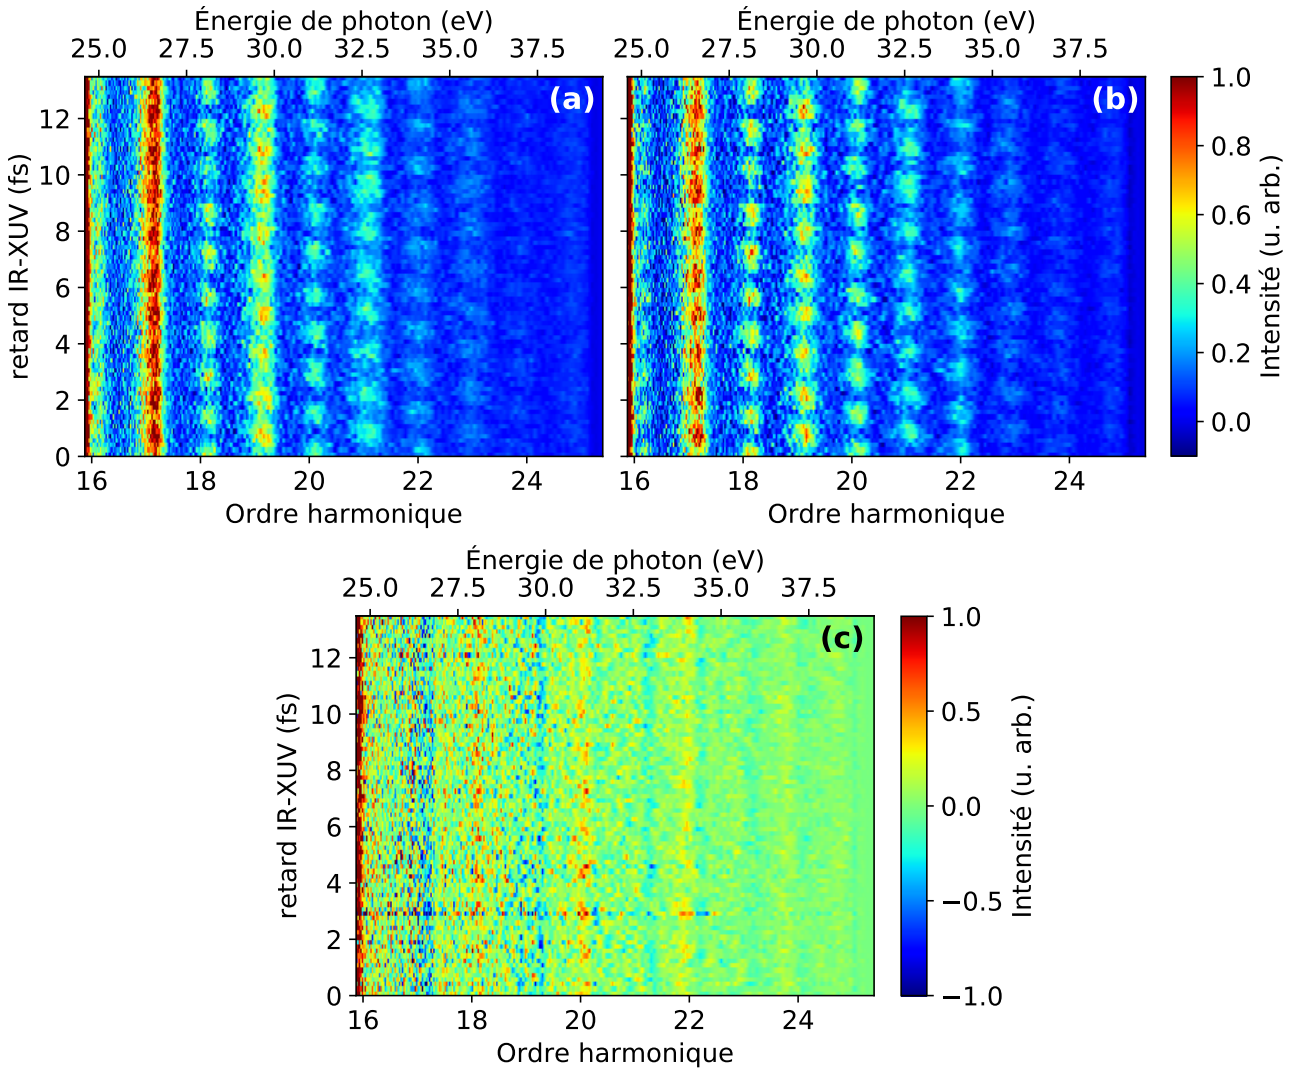 Énergie de photon (eV) Énergie de photon (eV)
25.0 27.5 30.0 32.5 35.0 37.5 25.0 27.5 30.0 32.5 35.0 37.5
(a) (b)
retard IR-XUV (fs)
12
10
8
6
4
2
0
1.0
0.8
0.6
0.4
0.2
0.0
Intensité (u. arb.)
16 18 20 22 24 16 18 20 22 24
Ordre harmonique Ordre harmonique
Énergie de photon (eV)
25.0 27.5 30.0 32.5 35.0 37.5
(c)
retard IR-XUV (fs)
12
10
8
6
4
2
0
1.0
0.5
0.0
−0.5
−1.0
Intensité (u. arb.)
16 18 20 22 24
Ordre harmonique